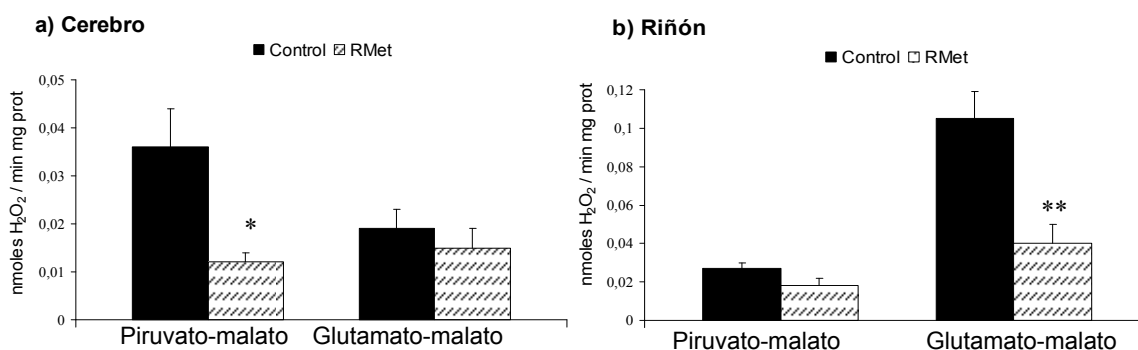 a) Cerebro
Control RMet
nmoles H₂O₂ / min mg prot
0,05
0,04
0,03
0,02
0,01
0
*
Piruvato-malato Glutamato-malato
b) Riñón
Control RMet
nmoles H₂O₂ / min mg prot
0,12
0,1
0,08
0,06
0,04
0,02
0
**
Piruvato-malato Glutamato-malato